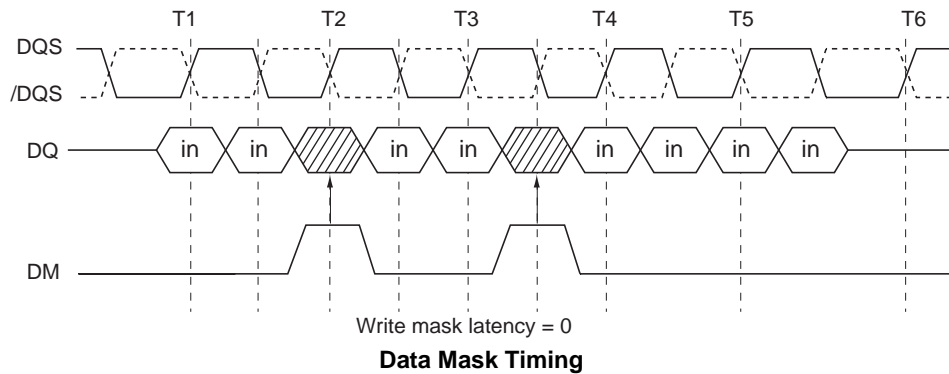 T1 T2 T3 T4 T5 T6
DQS
/DQS
DQ in in in in in in in in
DM
Write mask latency = 0
Data Mask Timing